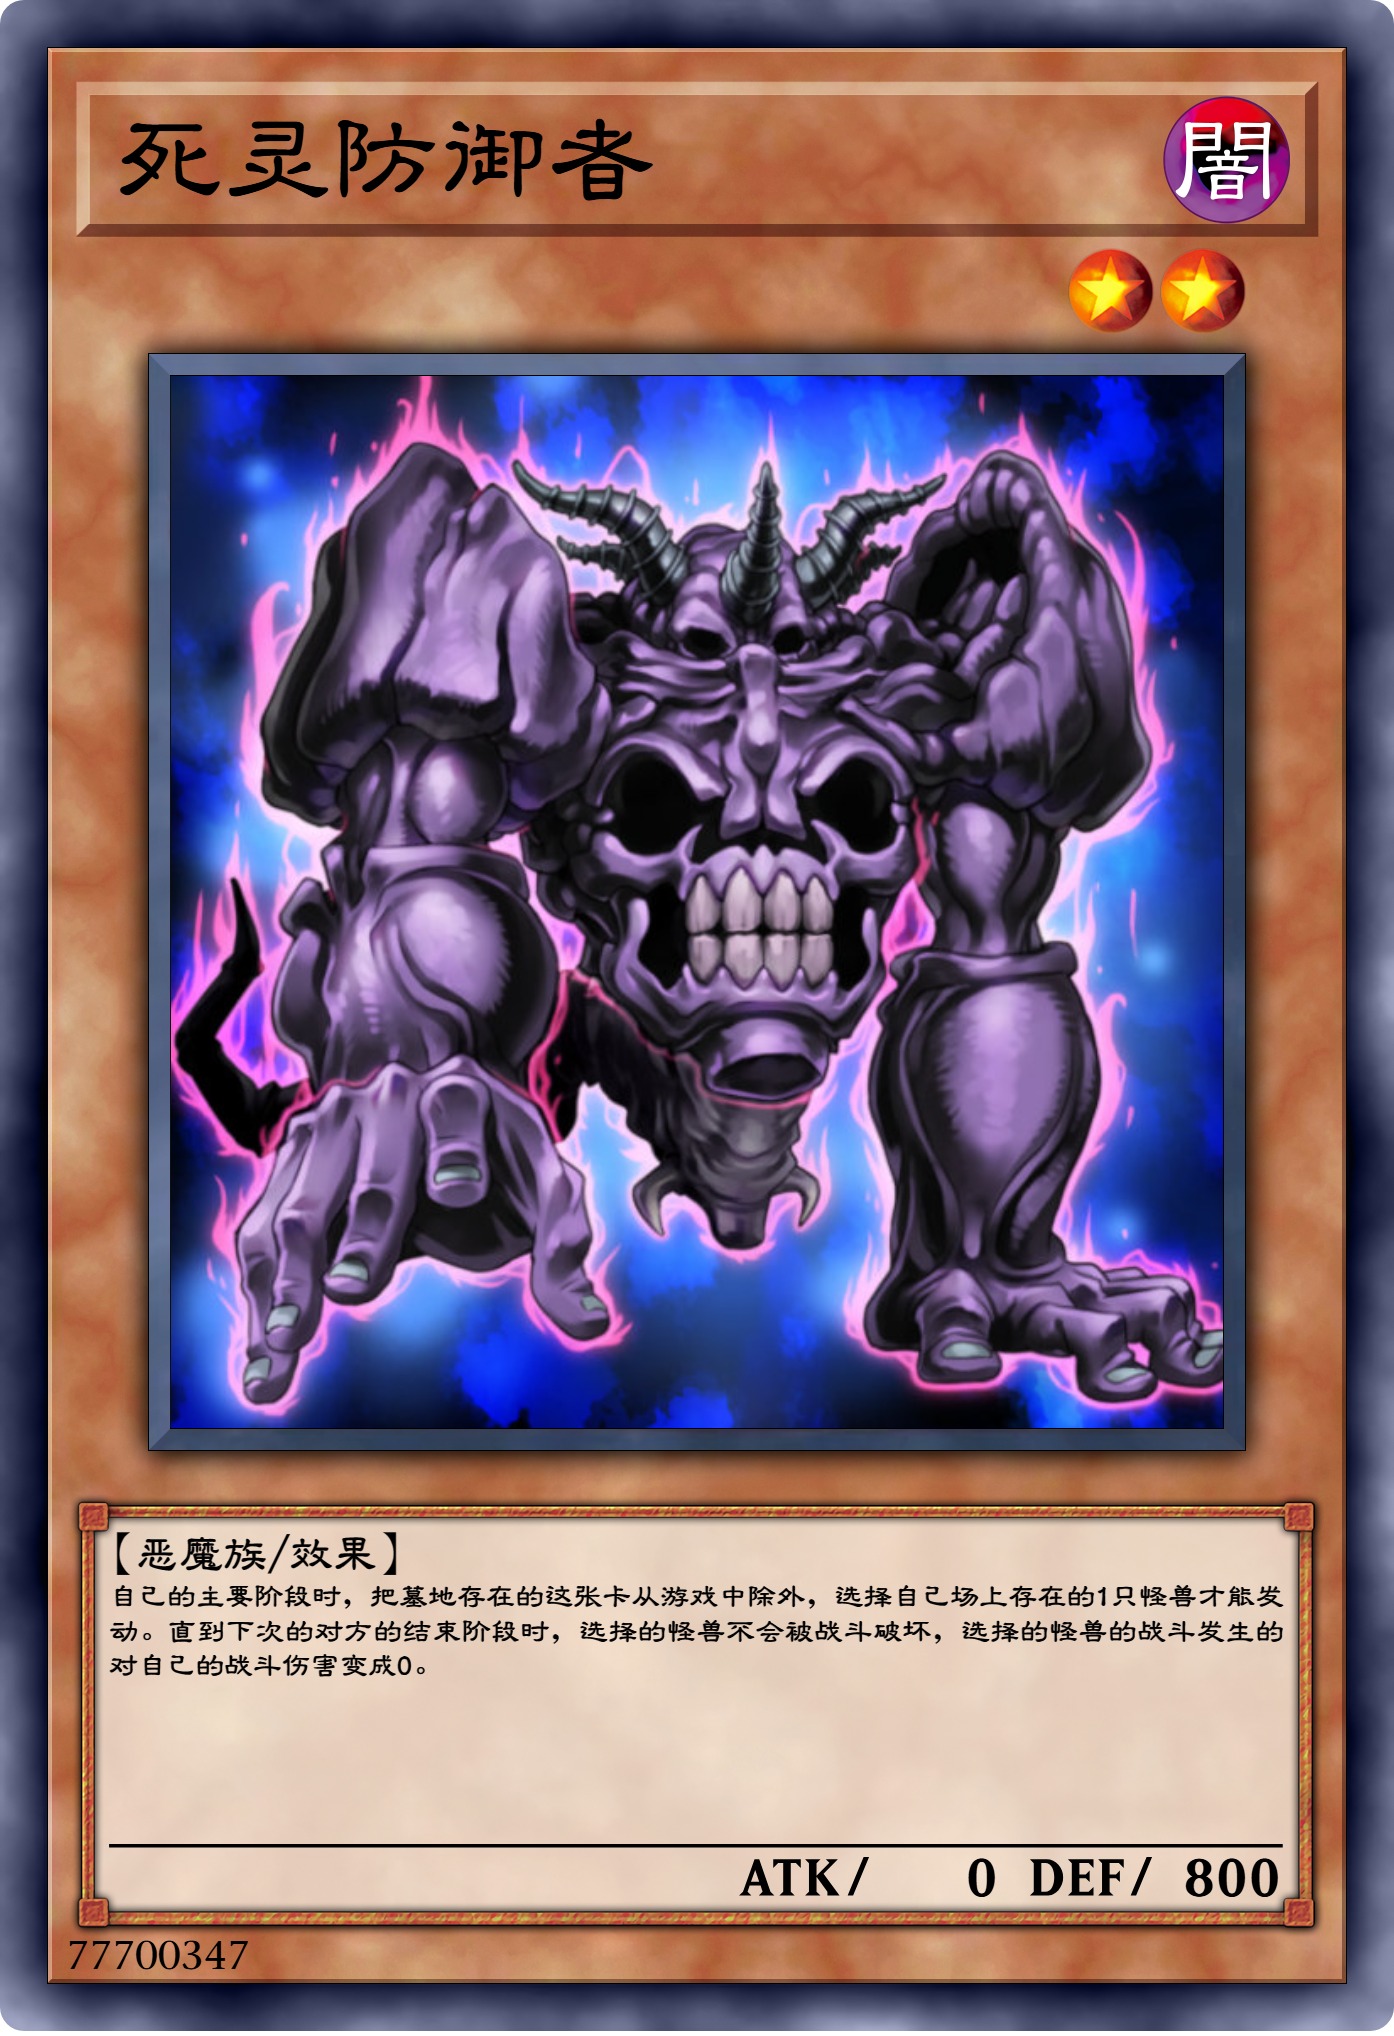 死灵防御者
闇
【恶魔族/效果】
自己的主要阶段时，把墓地存在的这张卡从游戏中除外，选择自己场上存在的1只怪兽才能发
动。直到下次的对方的结束阶段时，选择的怪兽不会被战斗破坏，选择的怪兽的战斗发生的
对自己的战斗伤害变成0。
ATK/ 0 DEF/ 800
77700347